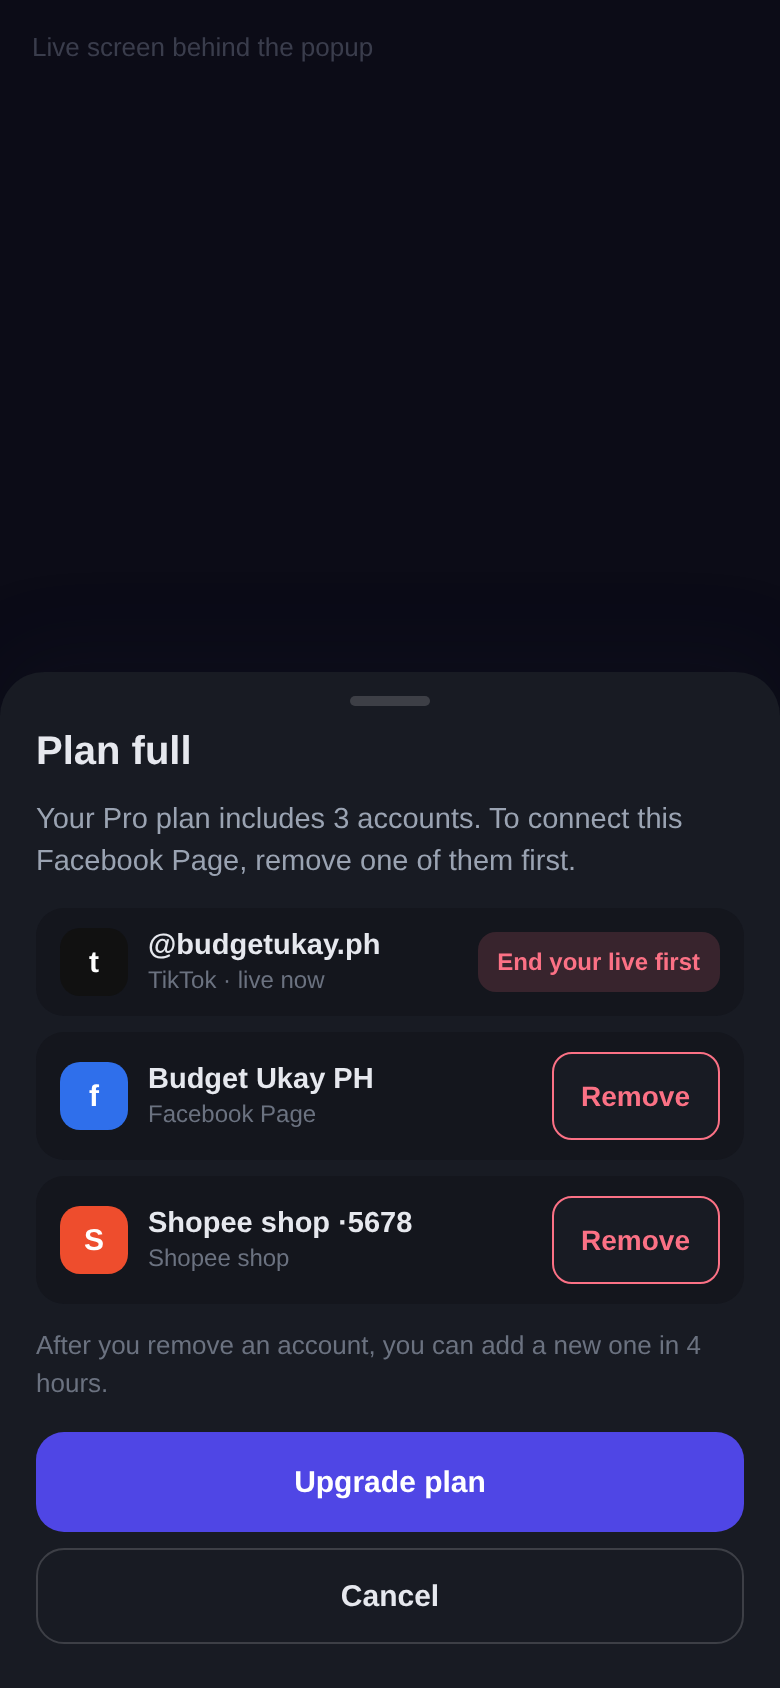 Live screen behind the popup
Plan full
Your Pro plan includes 3 accounts. To connect this
Facebook Page, remove one of them first.
t
@budgetukay.ph
TikTok · live now
End your live first
f
Budget Ukay PH
Facebook Page
Remove
S
Shopee shop ·5678
Shopee shop
Remove
After you remove an account, you can add a new one in 4
hours.
Upgrade plan
Cancel